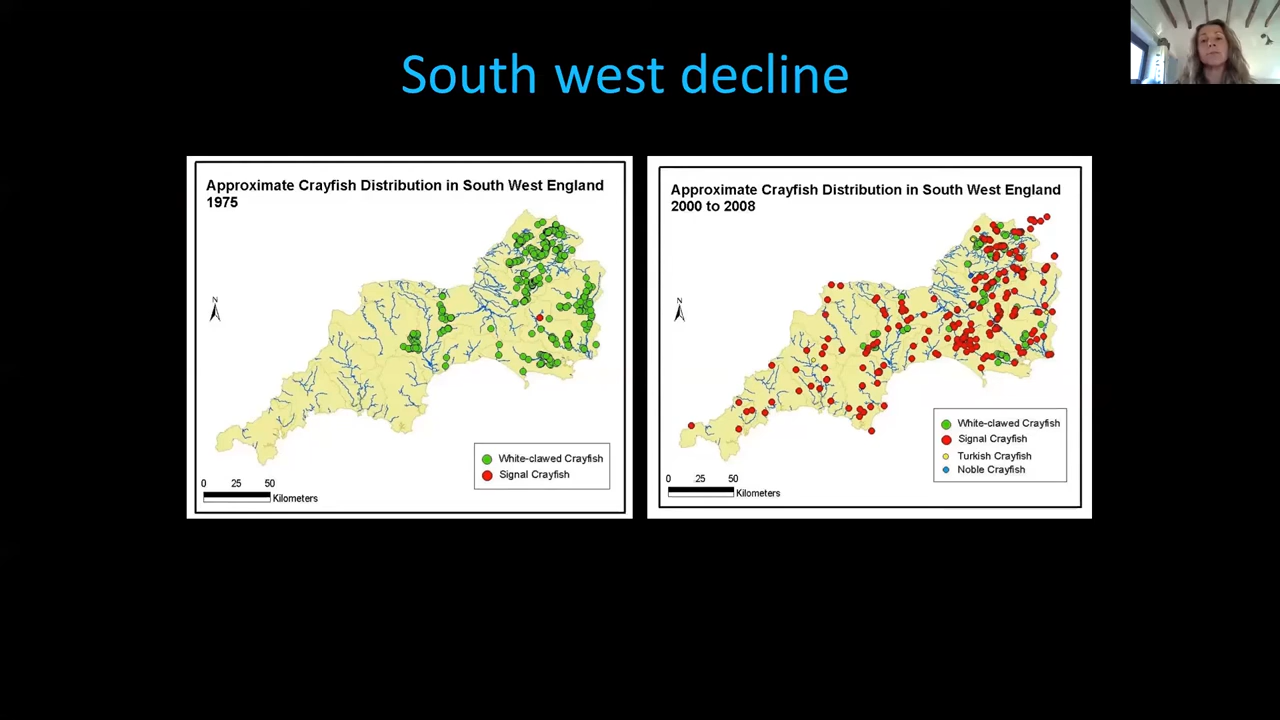 South west decline
Approximate Crayfish Distribution in South West England
1975
N
White-clawed Crayfish
Signal Crayfish
0 25 50
Kilometers
Approximate Crayfish Distribution in South West England
2000 to 2008
N
White-clawed Crayfish
Signal Crayfish
Turkish Crayfish
Noble Crayfish
0 25 50
Kilometers